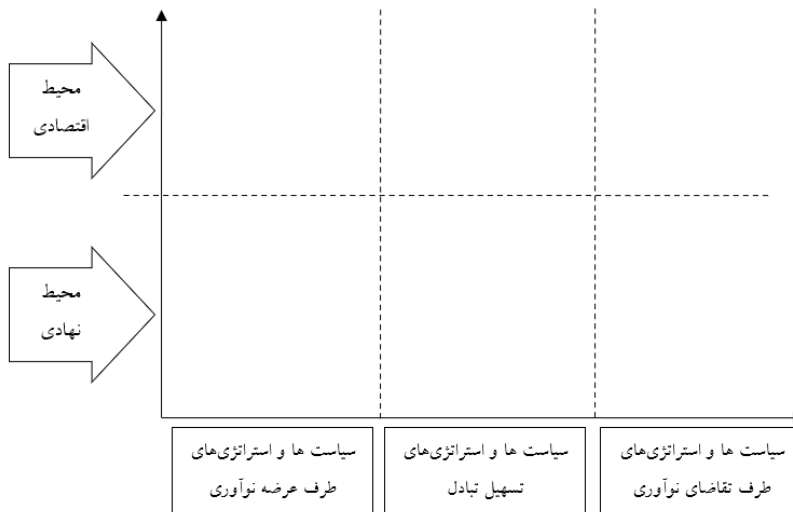 محیط
اقتصادی
محیط
نهادی
سیاست ها و استراتژی‌های
طرف عرضه نوآوری
سیاست ها و استراتژی‌های
تسهیل تبادل
سیاست ها و استراتژی‌های
طرف تقاضای نوآوری